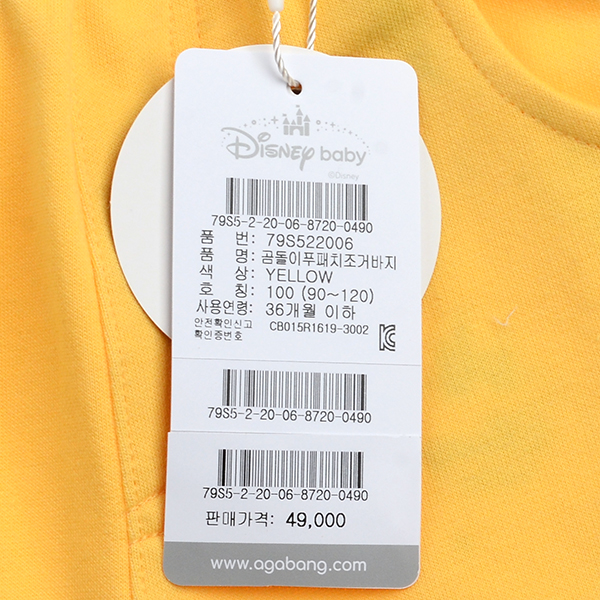 Disney baby
©Disney
79S5-2-20-06-8720-0490
품 번: 79S522006
품 명: 곰돌이푸패치조거바지
색 상: YELLOW
호 칭: 100 (90~120)
사용연령: 36개월 이하
안전확인신고 CB015R1619-3002
확인증번호
79S5-2-20-06-8720-0490
79S5-2-20-06-8720-0490
판매가격: 49,000
www.agabang.com